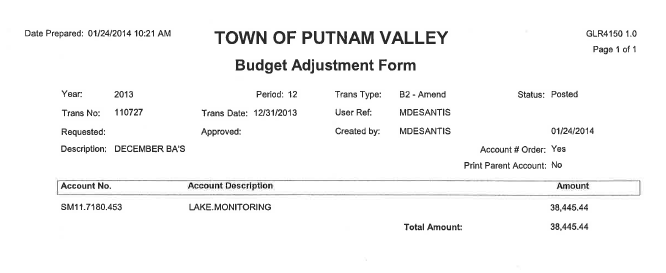 Date Prepared: 01/24/2014 10:21 AM TOWN OF PUTNAM VALLEY GLR4150 1.0
Page 1 of 1
Budget Adjustment Form
Year: 2013 Period: 12 Trans Type: B2 - Amend Status: Posted
Trans No: 110727 Trans Date: 12/31/2013 User Ref: MDESANTIS
Requested: Approved: Created by: MDESANTIS 01/24/2014
Description: DECEMBER BA'S Account # Order: Yes
Print Parent Account: No
Account No. Account Description Amount
SM11.7180.453 LAKE.MONITORING 38,445.44
Total Amount: 38,445.44